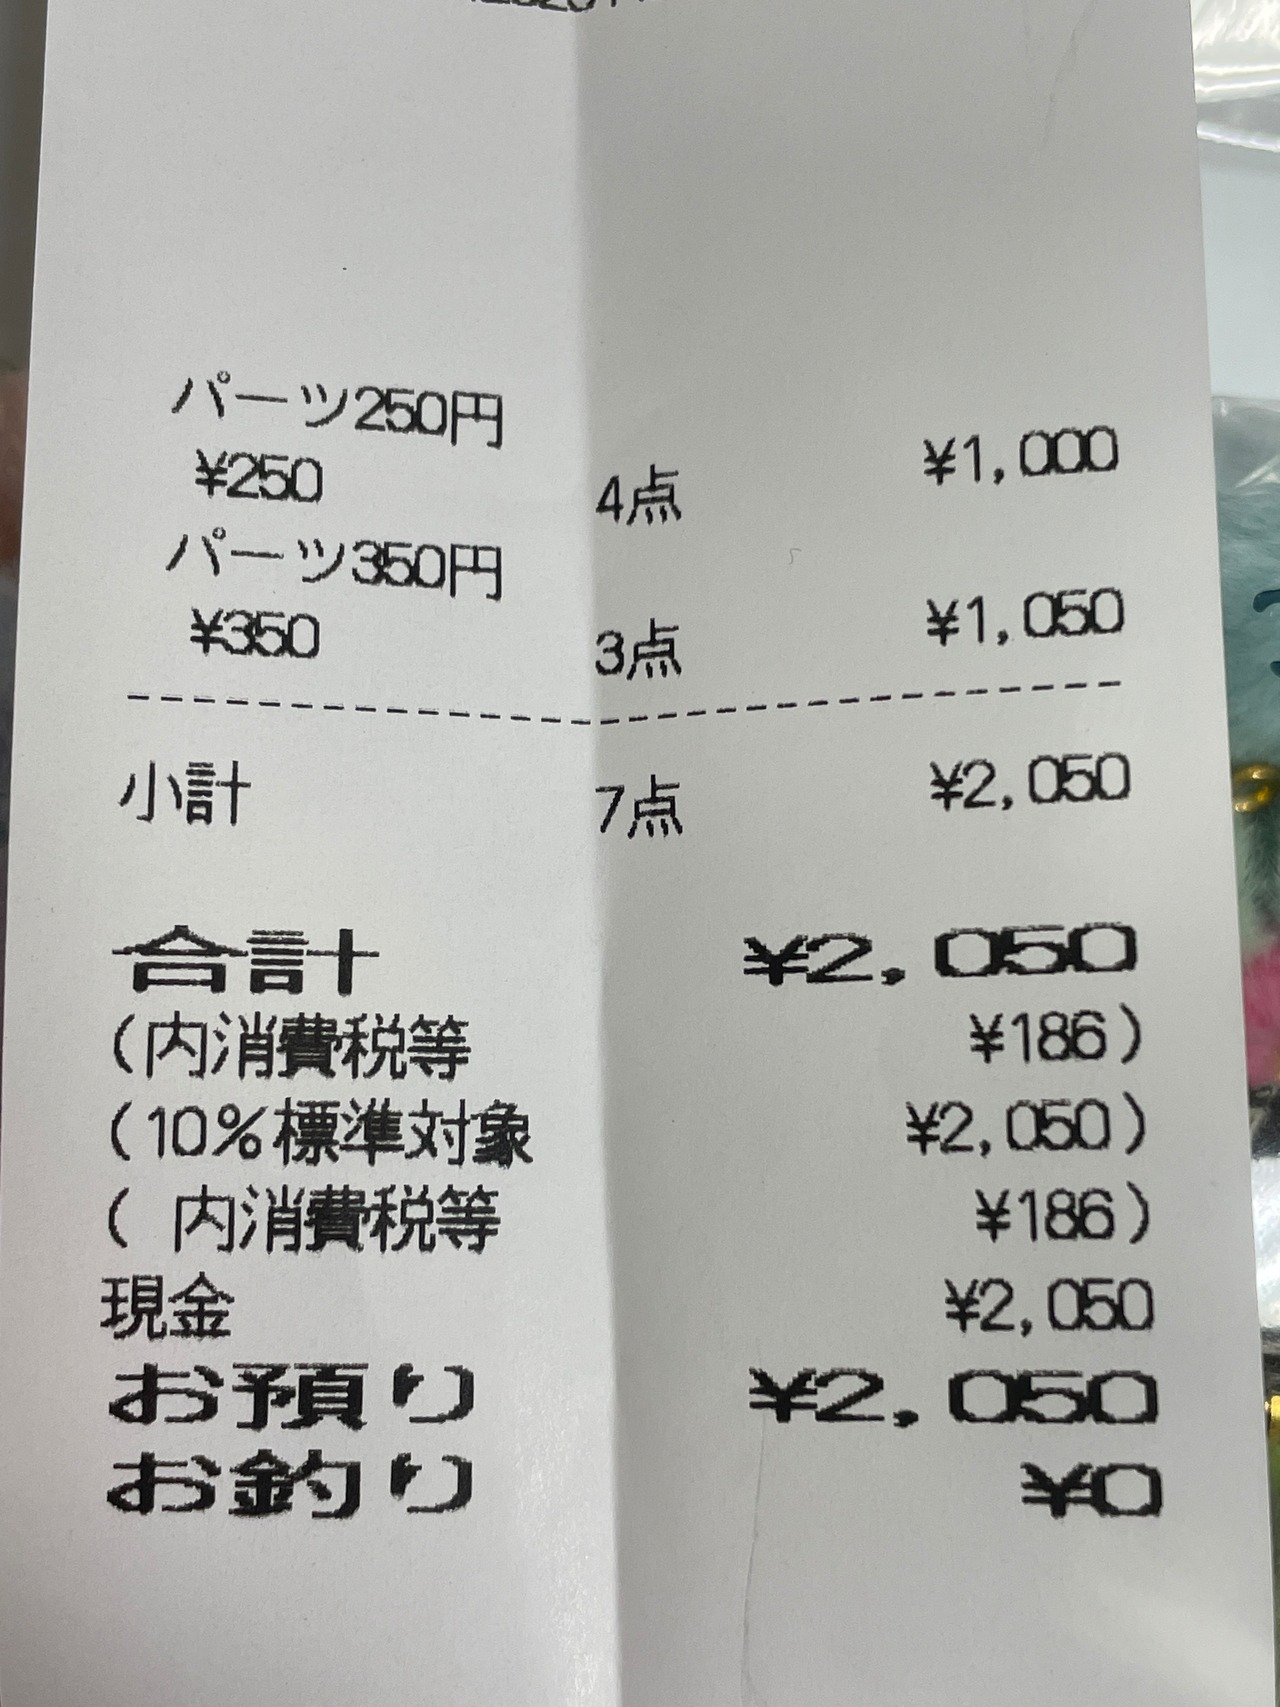 パーツ250円
¥250 4点 ¥1,000
パーツ350円
¥350 3点 ¥1,050
小計 7点 ¥2,050
合計 ¥2,050
(内消費税等 ¥186)
(10%標準対象 ¥2,050)
( 内消費税等 ¥186)
現金 ¥2,050
お預り ¥2,050
お釣り ¥0